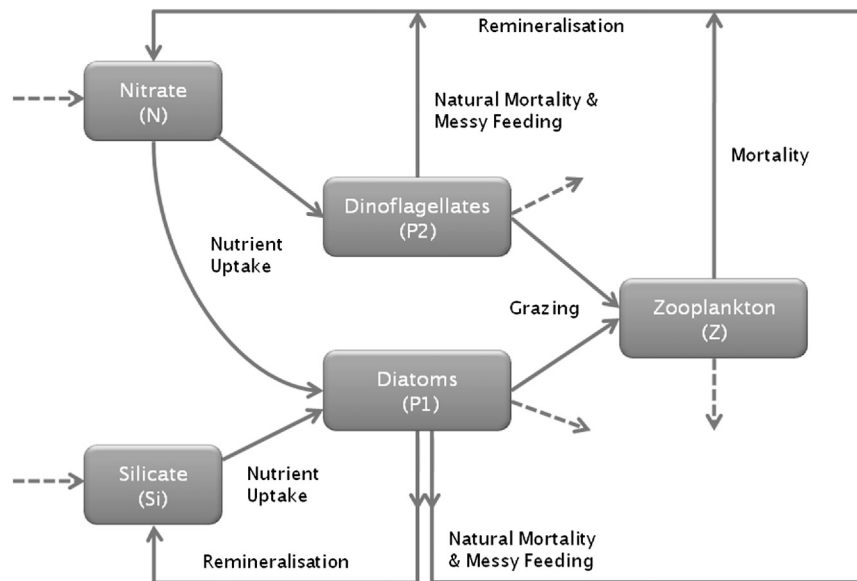 Remineralisation
Nitrate
(N)
Natural Mortality &
Messy Feeding
Mortality
Dinoflagellates
(P2)
Nutrient
Uptake
Grazing
Zooplankton
(Z)
Diatoms
(P1)
Silicate
(Si)
Nutrient
Uptake
Natural Mortality
& Messy Feeding
Remineralisation